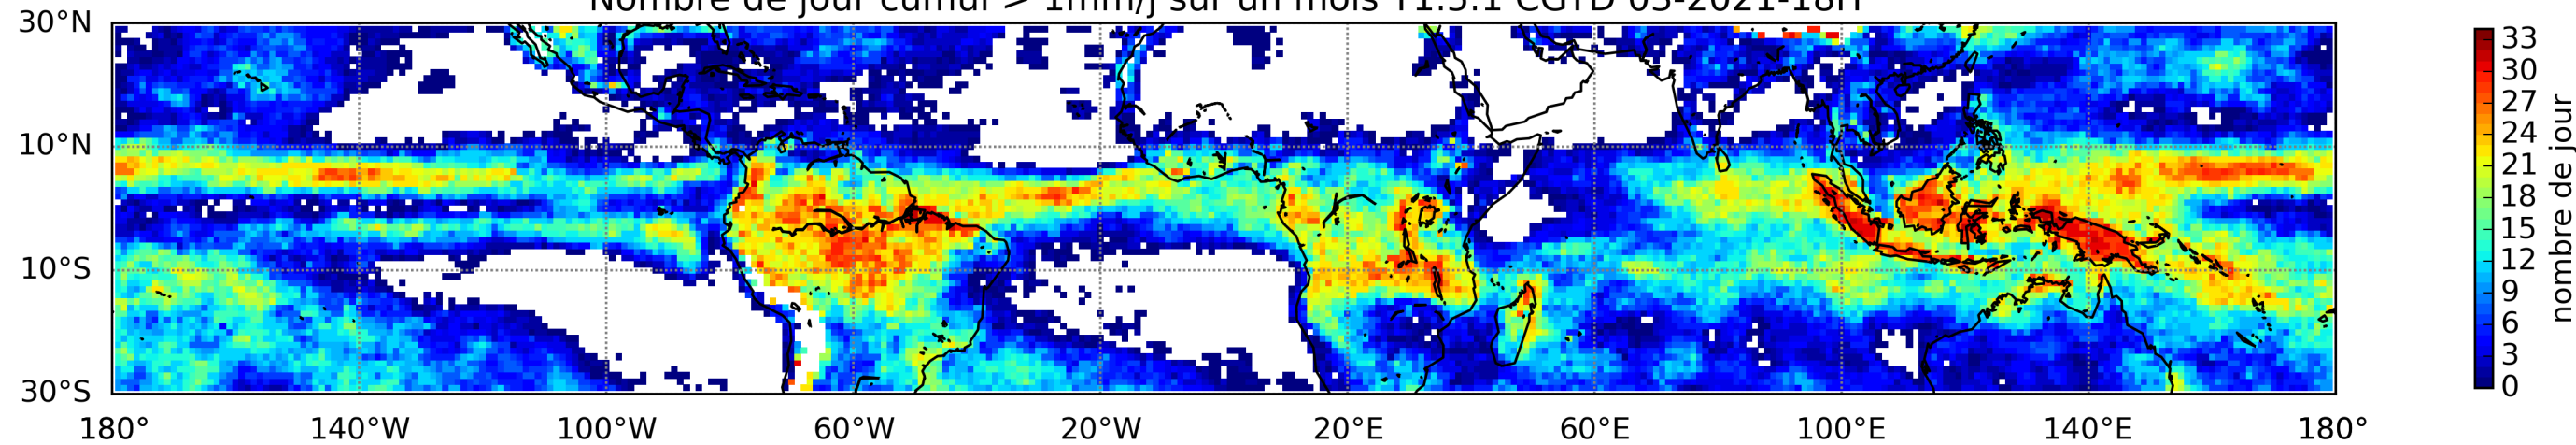 Nombre de jour cumul > 1mm/j sur un mois T1.5.1 CGTD 03-2021-18H
30°N
10°N
10°S
30°S
180°
140°W
100°W
60°W
20°W
20°E
60°E
100°E
140°E
180°
33
30
27
24
21
18
15
12
9
6
3
0
nombre de jour